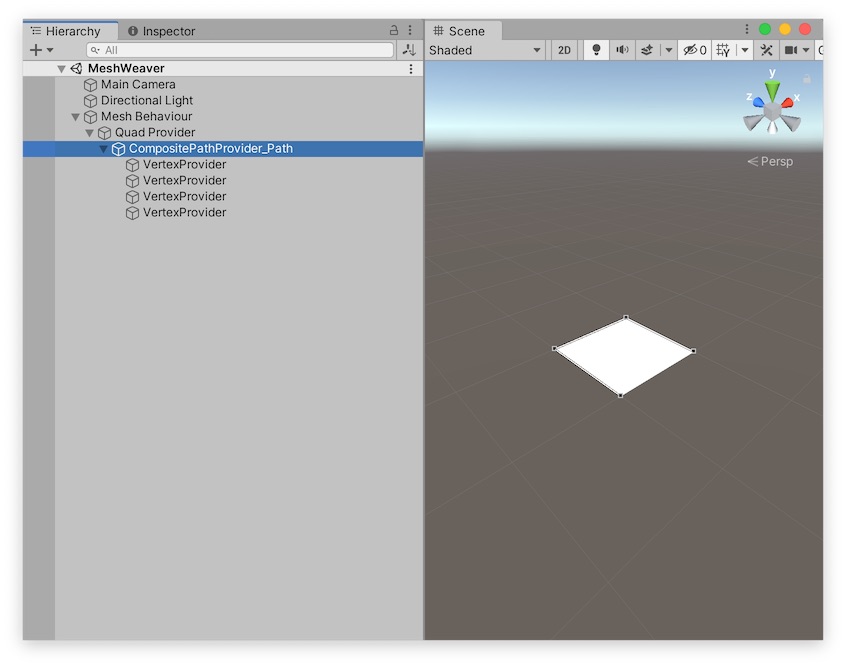 Hierarchy
Inspector
Scene
All
Shaded
2D
0
MeshWeaver
Main Camera
Directional Light
Mesh Behaviour
Quad Provider
CompositePathProvider_Path
VertexProvider
VertexProvider
VertexProvider
VertexProvider
y
z
x
Persp